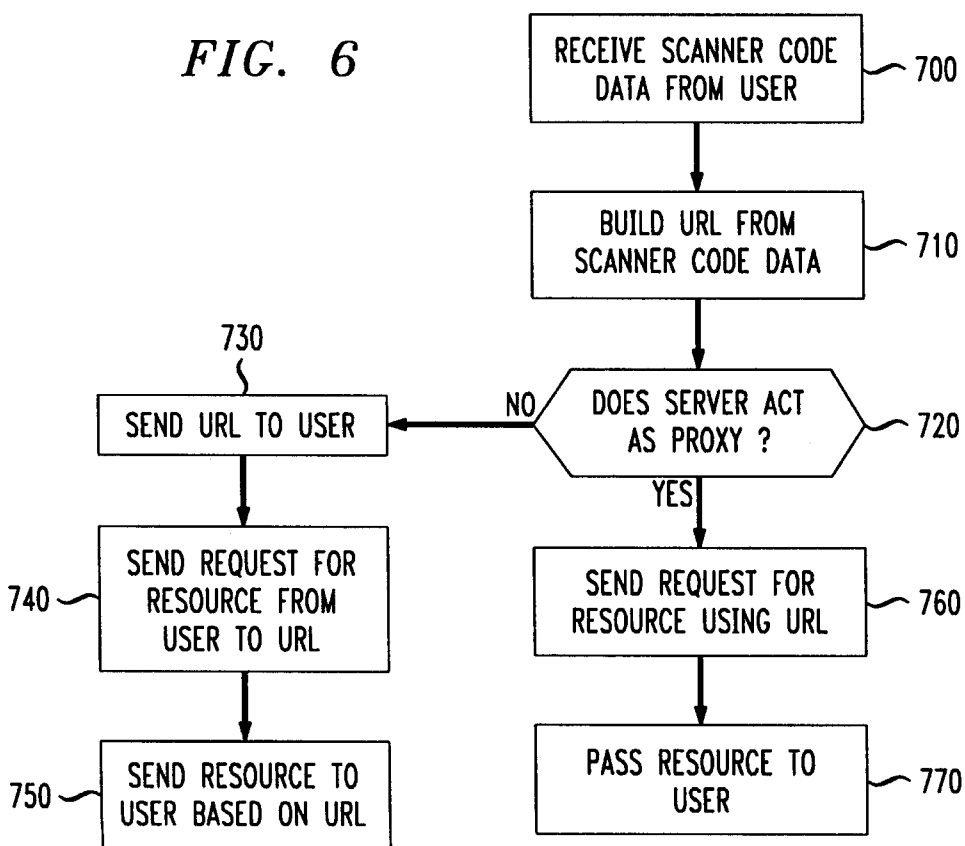 FIG. 6
RECEIVE SCANNER CODE
DATA FROM USER
700
BUILD URL FROM
SCANNER CODE DATA
710
DOES SERVER ACT
AS PROXY ?
720
NO
YES
730
SEND URL TO USER
740
SEND REQUEST FOR
RESOURCE FROM
USER TO URL
750
SEND RESOURCE TO
USER BASED ON URL
SEND REQUEST FOR
RESOURCE USING URL
760
PASS RESOURCE TO
USER
770